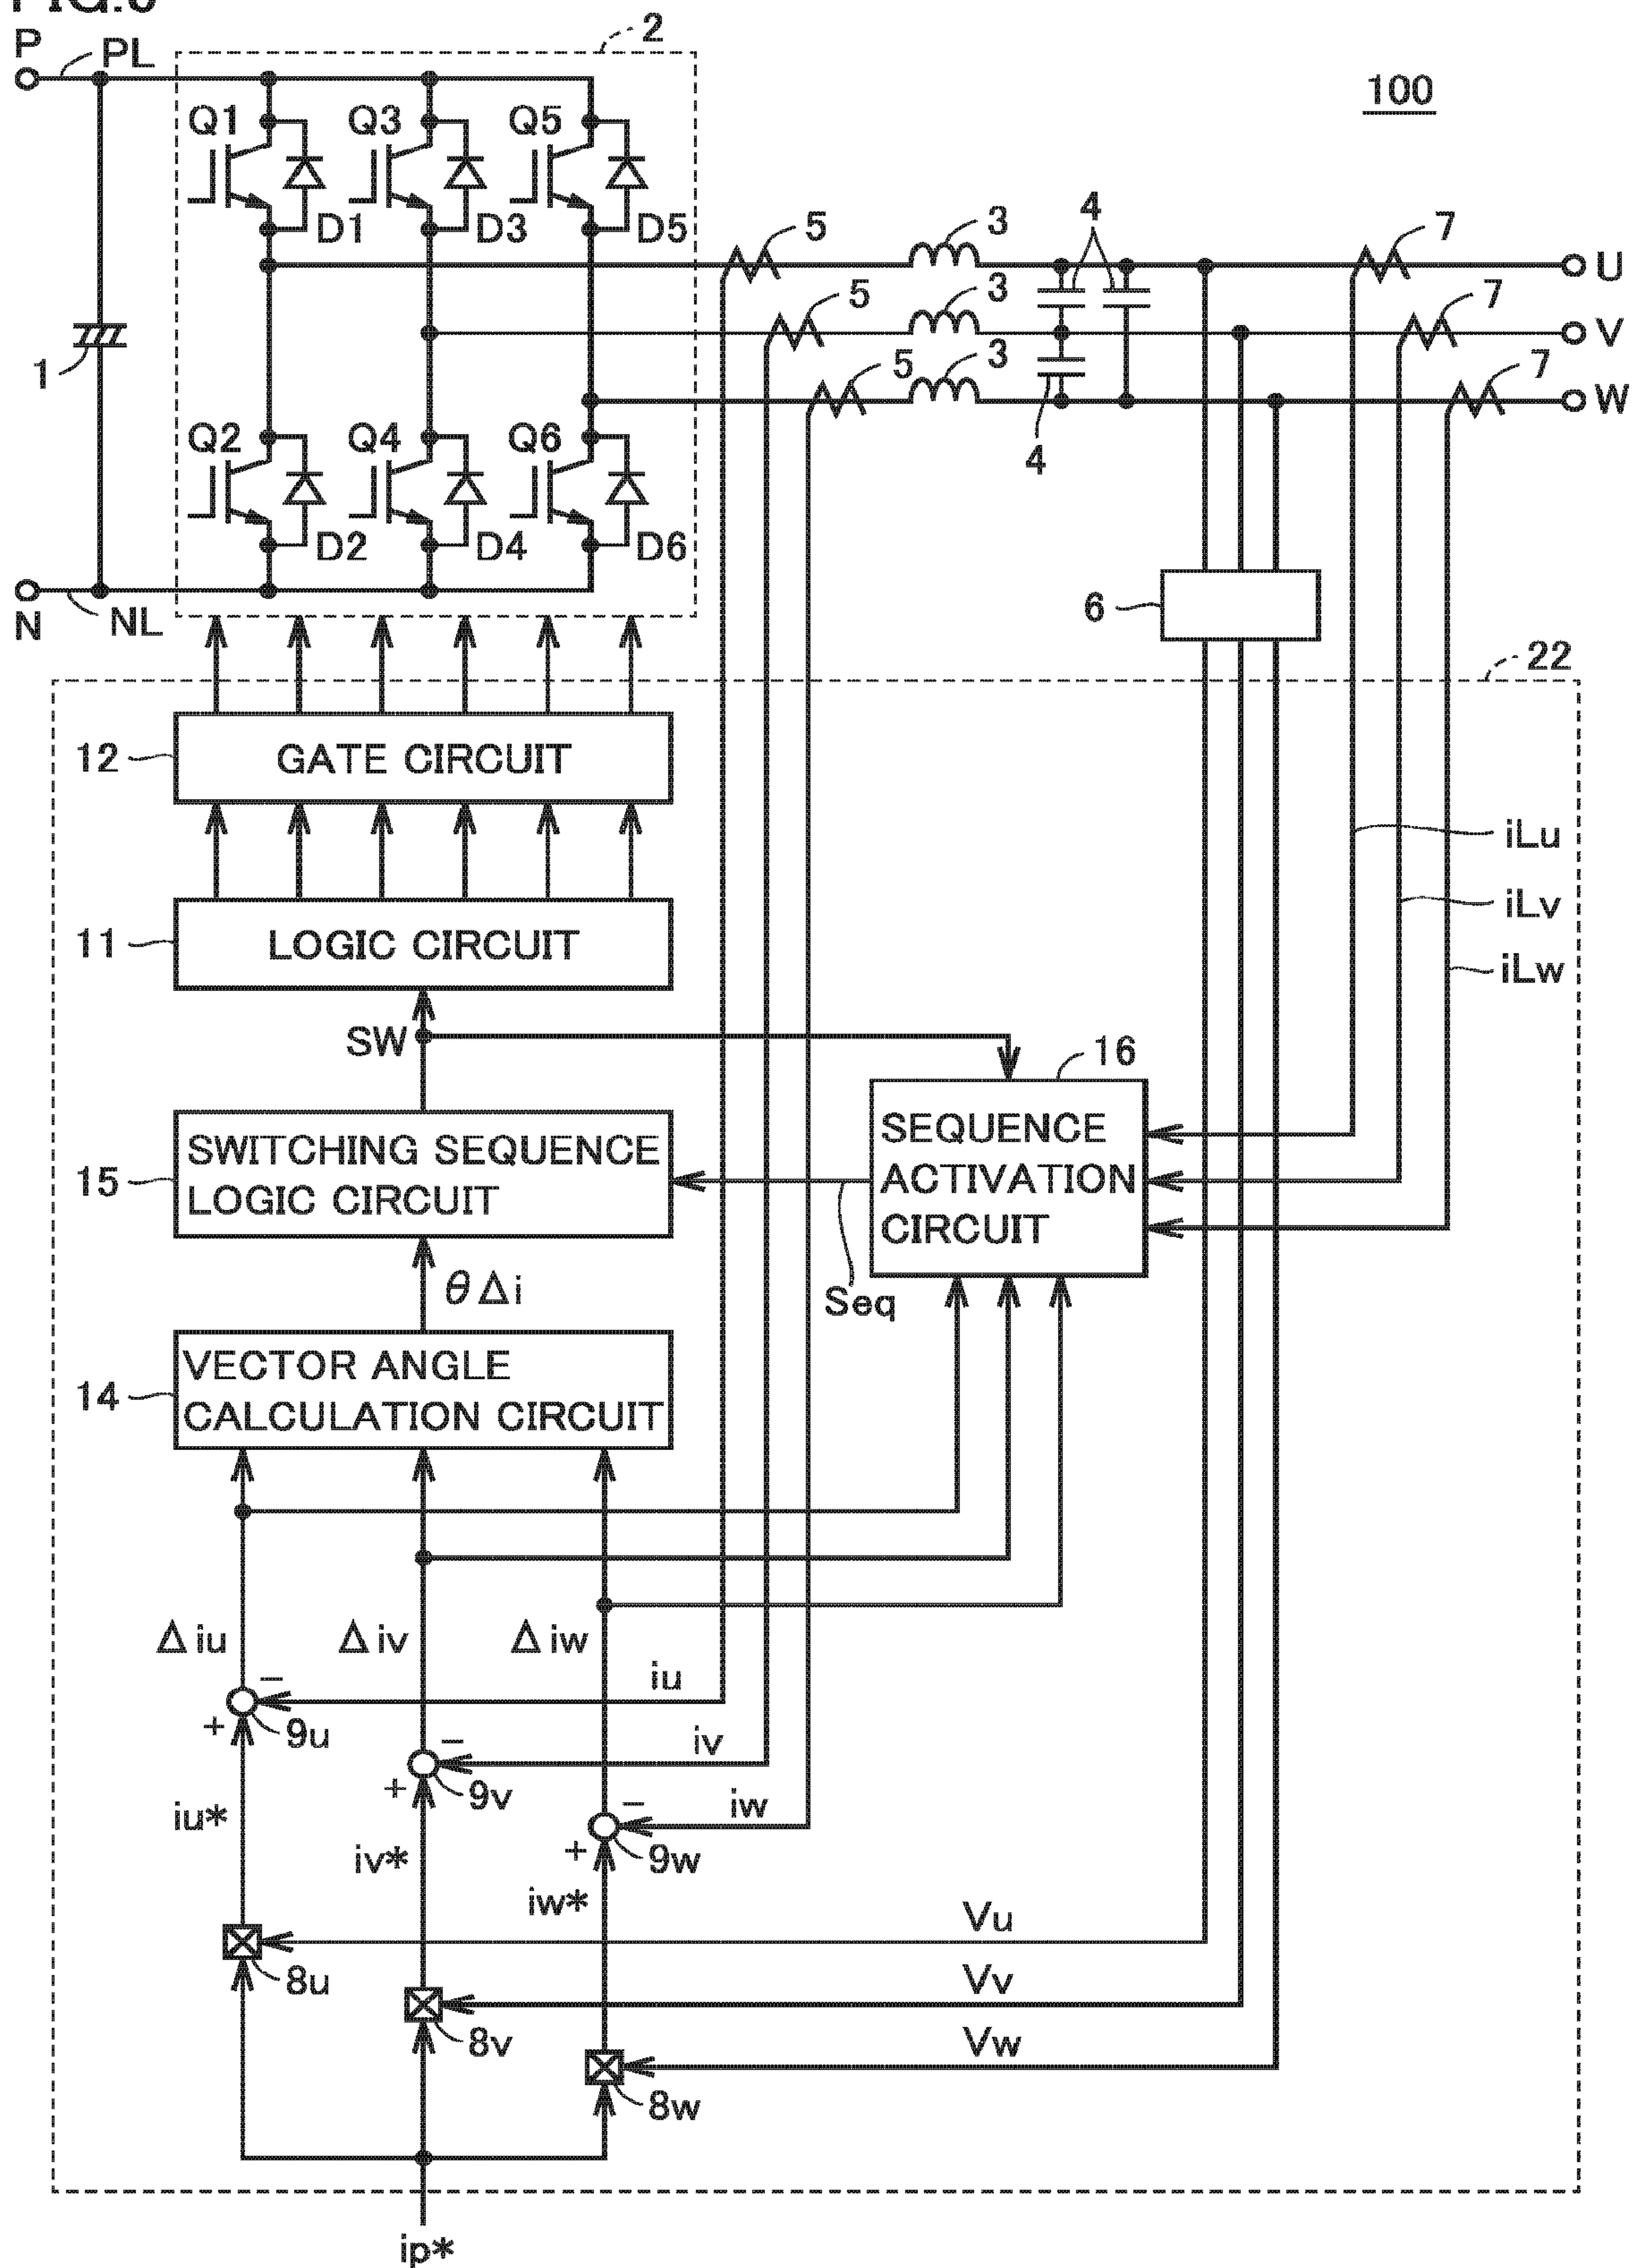 P
PL
2
100
Q1
Q3
Q5
D1
D3
D5
5
3
4
7
U
5
3
7
V
1
5
3
7
W
4
Q2
Q4
Q6
D2
D4
D6
N
NL
6
22
12
GATE CIRCUIT
iLu
11
LOGIC CIRCUIT
iLv
iLw
SW
16
15
SWITCHING SEQUENCE
LOGIC CIRCUIT
SEQUENCE
ACTIVATION
CIRCUIT
Seq
θΔi
14
VECTOR ANGLE
CALCULATION CIRCUIT
Δiu
Δiv
Δiw
iu
−
+
9u
iv
−
+
9v
iw
−
+
9w
iu*
iv*
iw*
Vu
8u
Vv
8v
Vw
8w
ip*